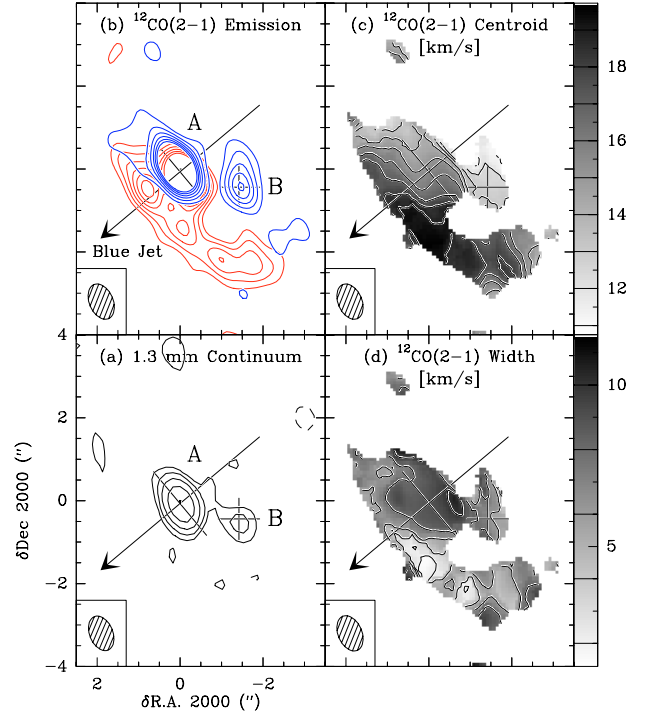 (b) ¹²CO(2−1) Emission
(c) ¹²CO(2−1) Centroid
[km/s]
A
B
Blue Jet
18
16
14
12
(a) 1.3 mm Continuum
(d) ¹²CO(2−1) Width
[km/s]
A
B
4
2
0
−2
−4
δDec 2000 (″)
2
0
−2
δR.A. 2000 (″)
10
5